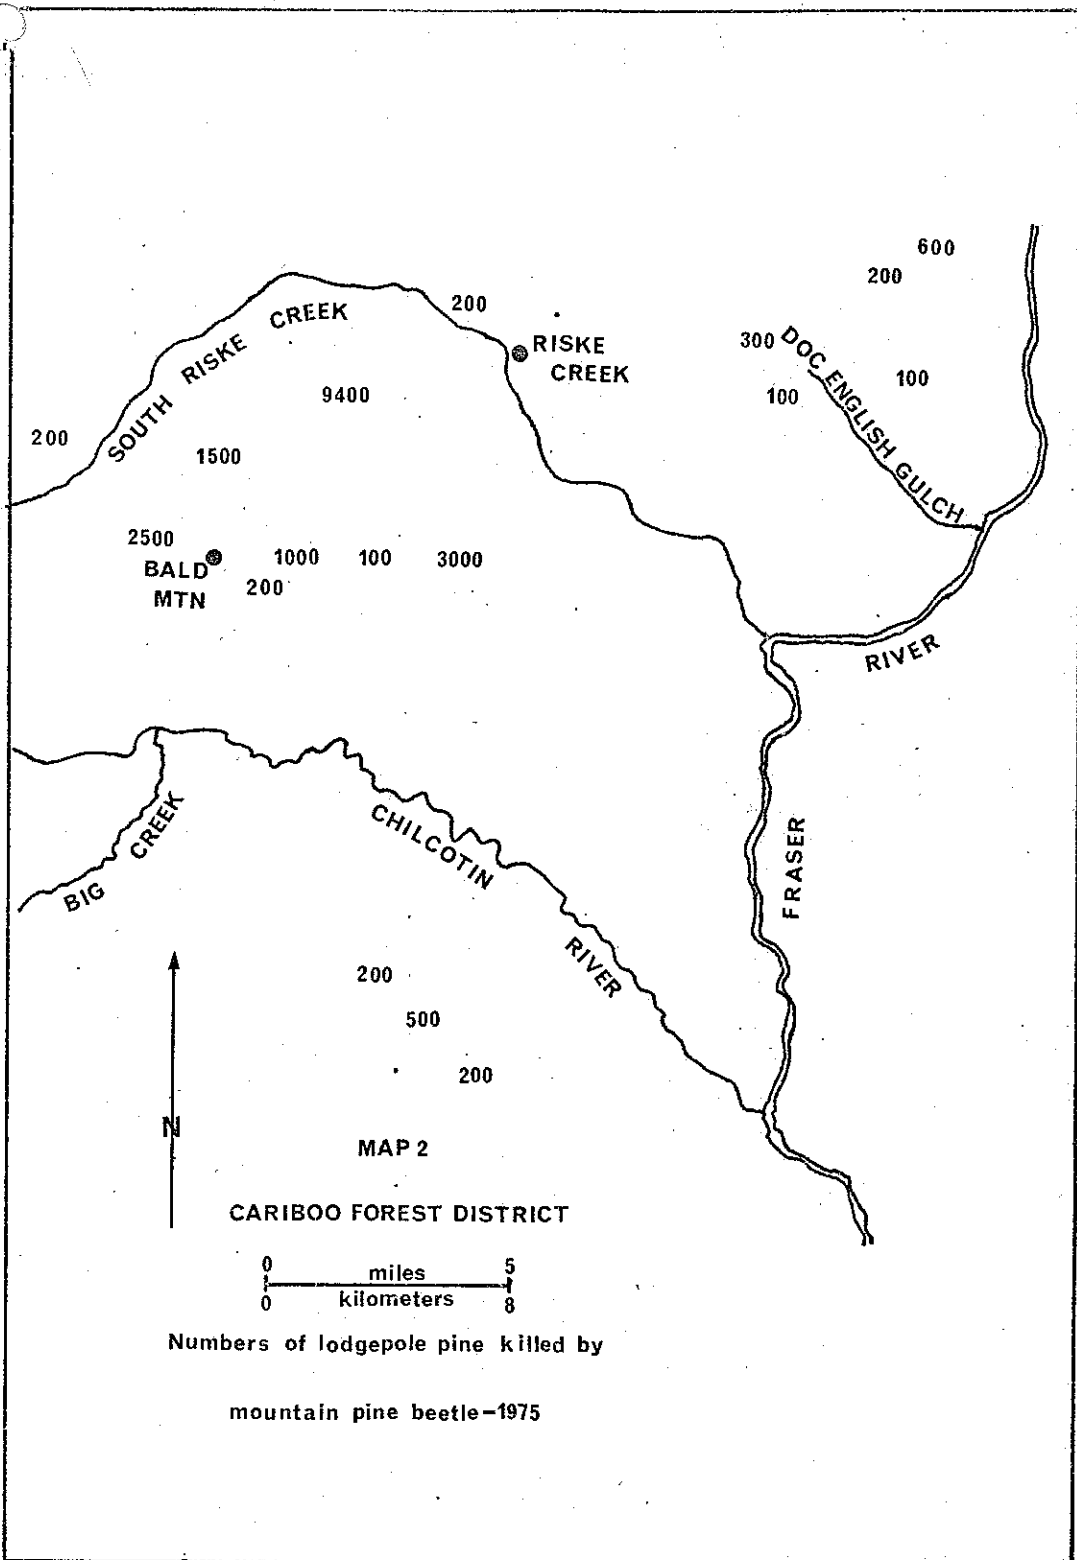 600
200
200
RISKE
CREEK
SOUTH RISKE CREEK
300
DOC ENGLISH GULCH
100
100
9400
200
1500
2500
BALD
MTN
1000
100
3000
200
RIVER
FRASER
BIG CREEK
CHILCOTIN
RIVER
200
500
200
N
MAP 2
CARIBOO FOREST DISTRICT
0 5
miles
kilometers
0 8
Numbers of lodgepole pine killed by
mountain pine beetle-1975